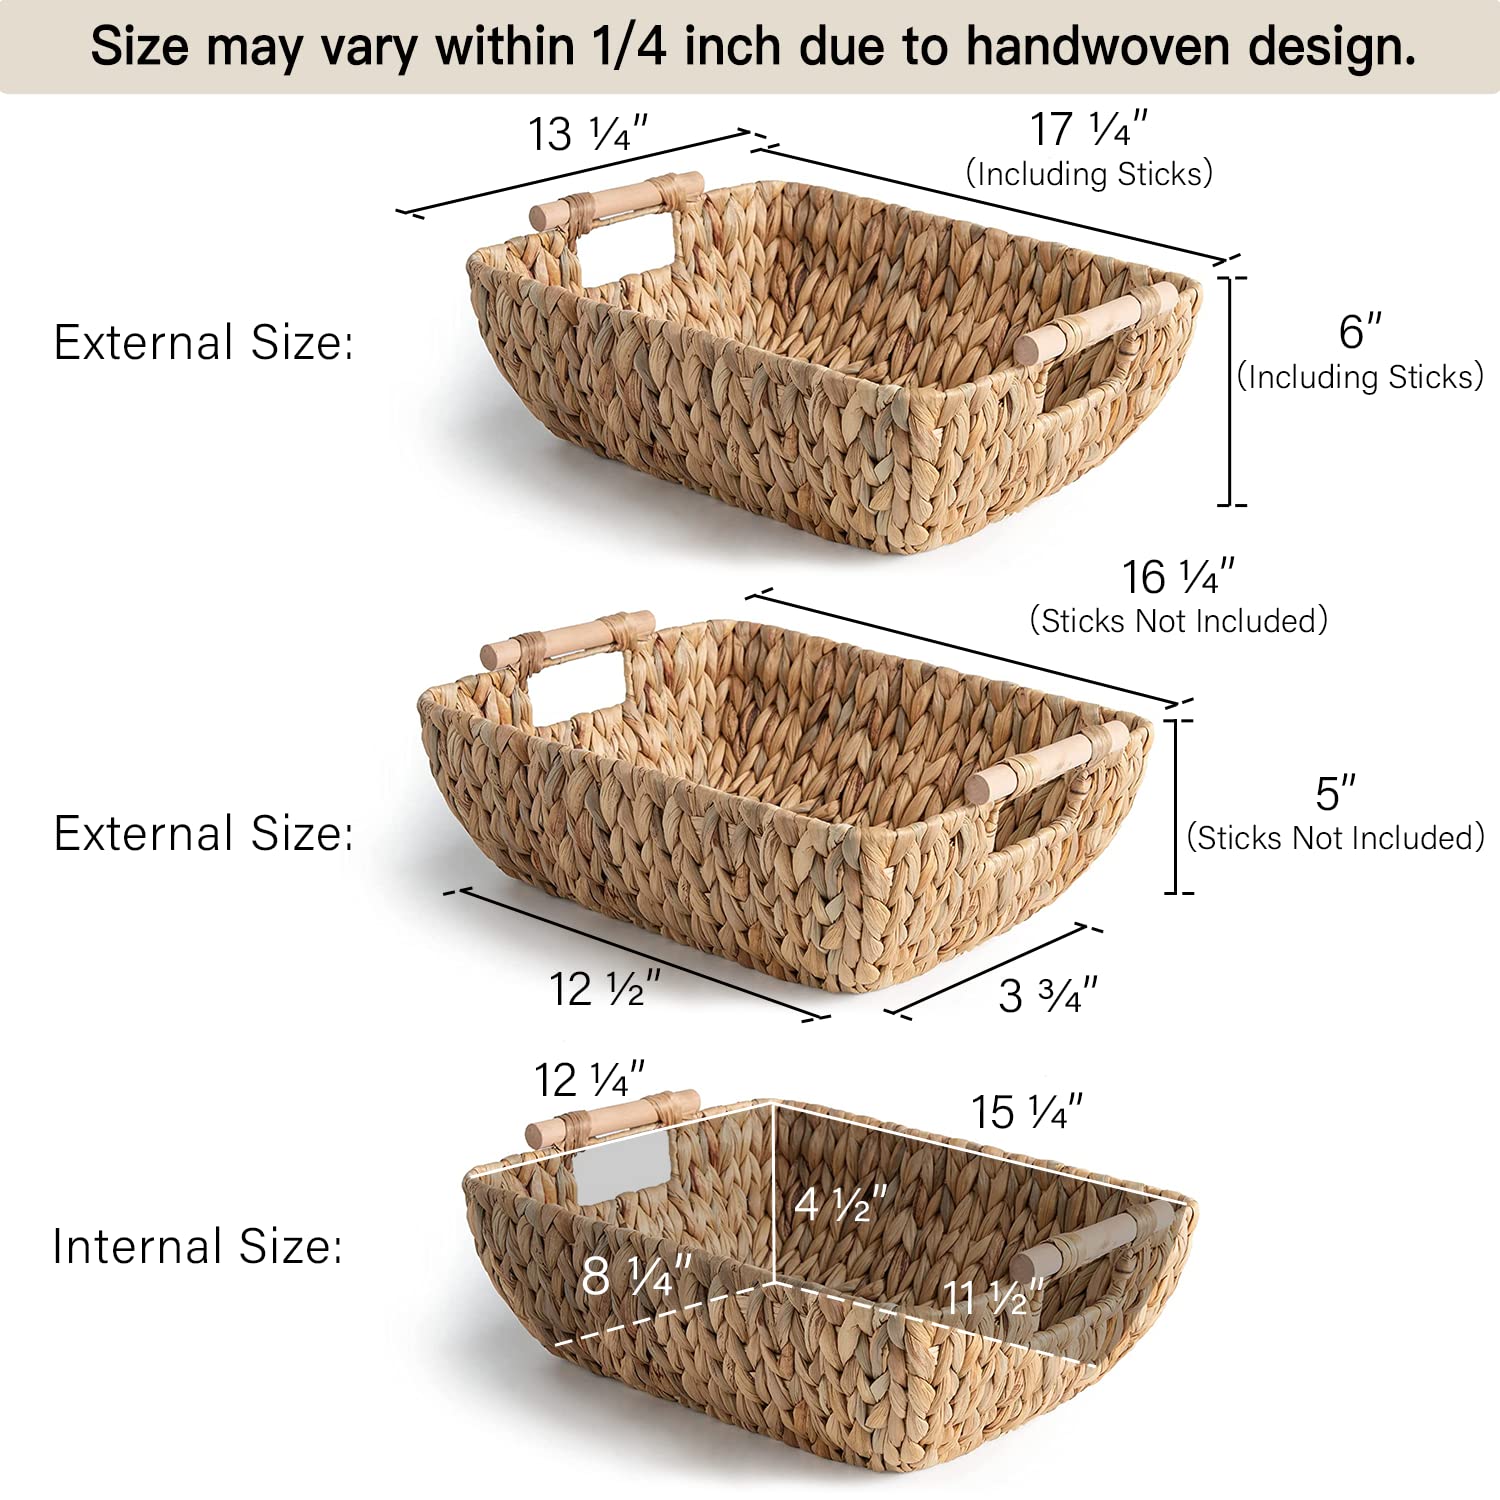 Size may vary within 1/4 inch due to handwoven design.
13 ¼"
17 ¼"
(Including Sticks)
External Size:
6"
(Including Sticks)
16 ¼"
(Sticks Not Included)
External Size:
5"
(Sticks Not Included)
12 ½"
3 ¾"
12 ¼"
15 ¼"
4 ½"
Internal Size:
8 ¼"
11 ½"